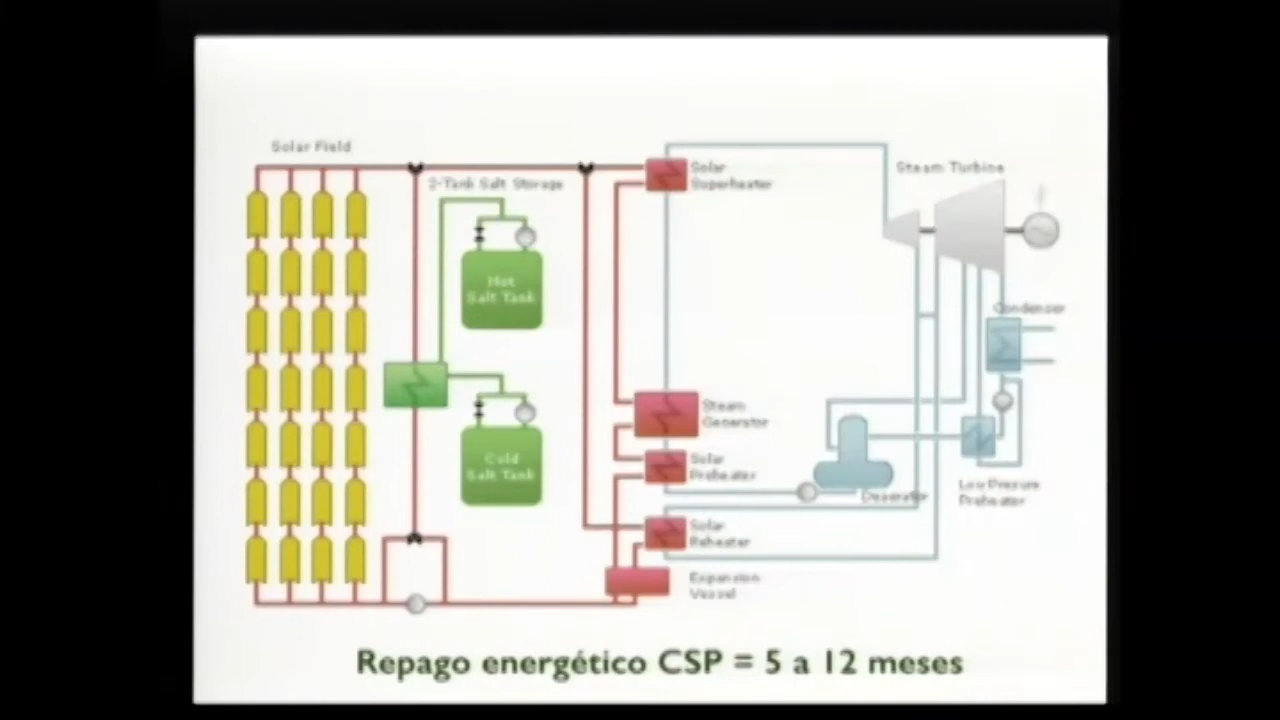 Solar Field
2-Tank Salt Storage
Hot
Salt Tank
Cold
Salt Tank
Solar
Superheater
Steam
Generator
Solar
Preheater
Solar
Reheater
Expansion
Vessel
Steam Turbine
Condenser
Deaerator
Low Pressure
Preheater
Repago energético CSP = 5 a 12 meses